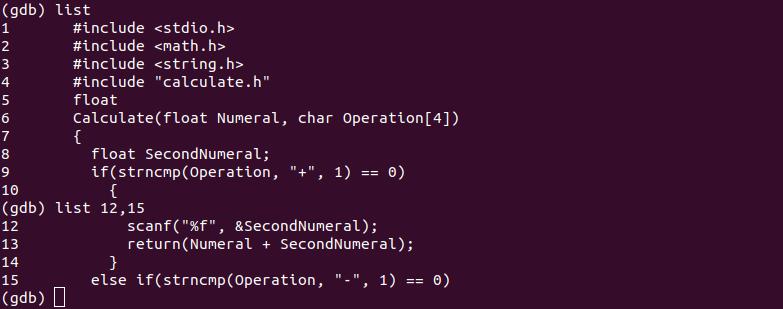 (gdb) list
1       #include <stdio.h>
2       #include <math.h>
3       #include <string.h>
4       #include "calculate.h"
5       float
6       Calculate(float Numeral, char Operation[4])
7       {
8         float SecondNumeral;
9         if(strncmp(Operation, "+", 1) == 0)
10          {
(gdb) list 12,15
12            scanf("%f", &SecondNumeral);
13            return(Numeral + SecondNumeral);
14          }
15        else if(strncmp(Operation, "-", 1) == 0)
(gdb)